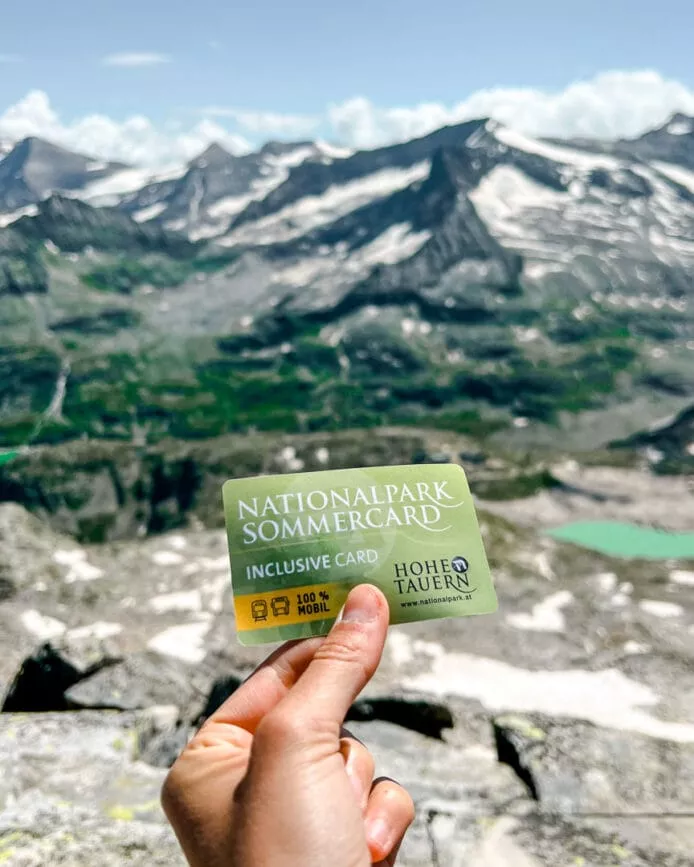 NATIONALPARK
SOMMERCARD
INCLUSIVE CARD
HOHE
TAUERN
www.nationalpark.at
100 %
MOBIL